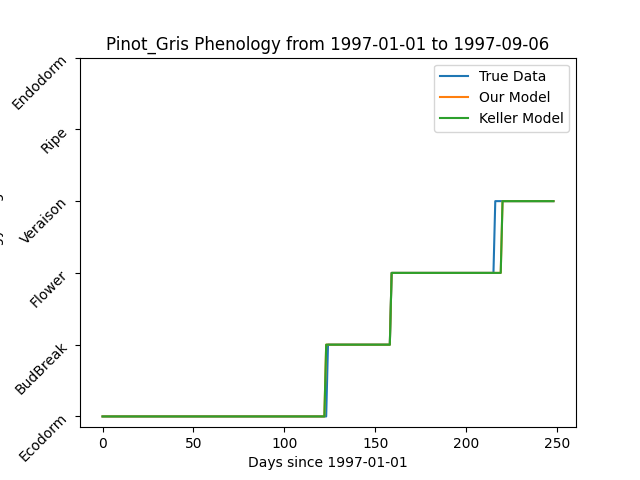 Pinot_Gris Phenology from 1997-01-01 to 1997-09-06
True Data
Our Model
Keller Model
Endodorm
Ripe
Veraison
Flower
BudBreak
Ecodorm
0 50 100 150 200 250
Days since 1997-01-01